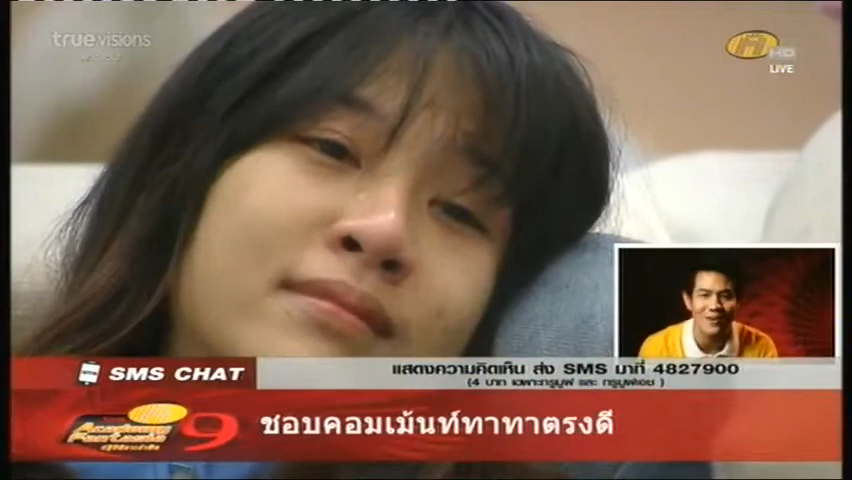 truevisions
HD
LIVE
SMS CHAT
แสดงความคิดเห็น ส่ง SMS มาที่ 4827900
(4 บาท เฉพาะทรูมูฟ และ ทรูมูฟเอช )
Academy
Fantasia
9
ชอบคอมเม้นท์ทาทาตรงดี